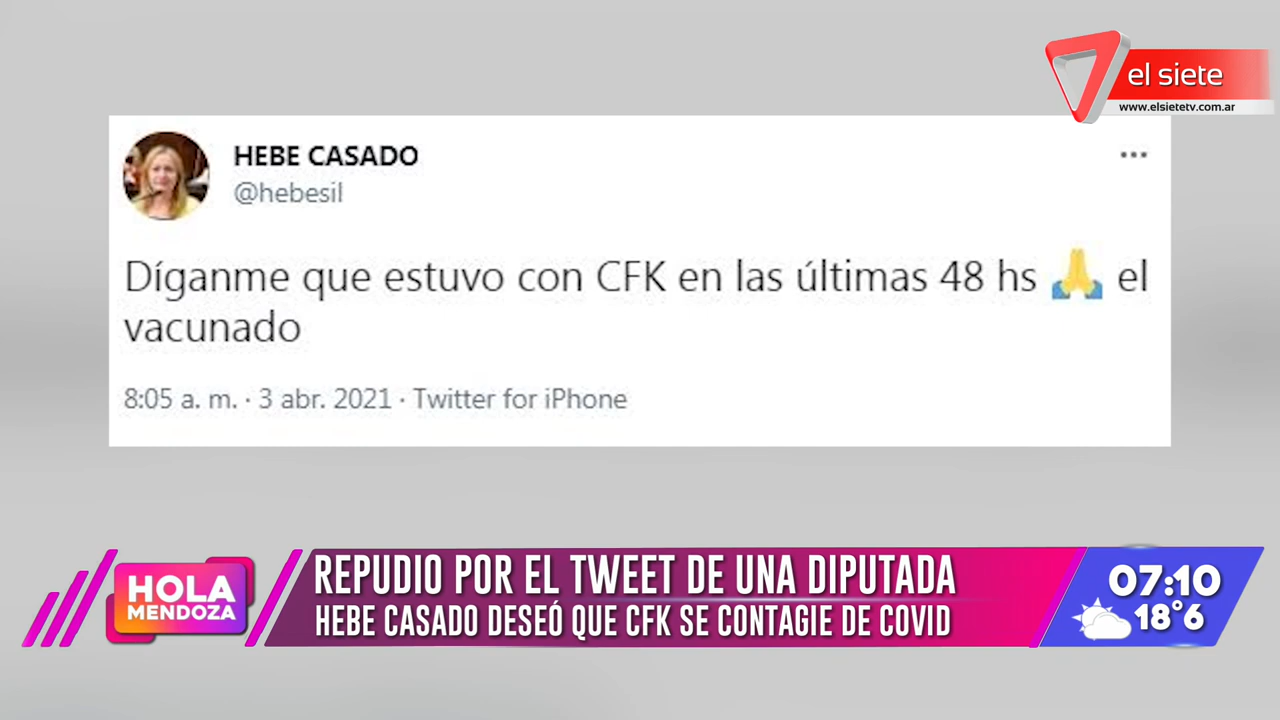 el siete
www.elsietetv.com.ar
HEBE CASADO
@hebesil
Díganme que estuvo con CFK en las últimas 48 hs 🙏 el
vacunado
8:05 a. m. · 3 abr. 2021 · Twitter for iPhone
HOLA
MENDOZA
REPUDIO POR EL TWEET DE UNA DIPUTADA
HEBE CASADO DESEÓ QUE CFK SE CONTAGIE DE COVID
07:10
18°6